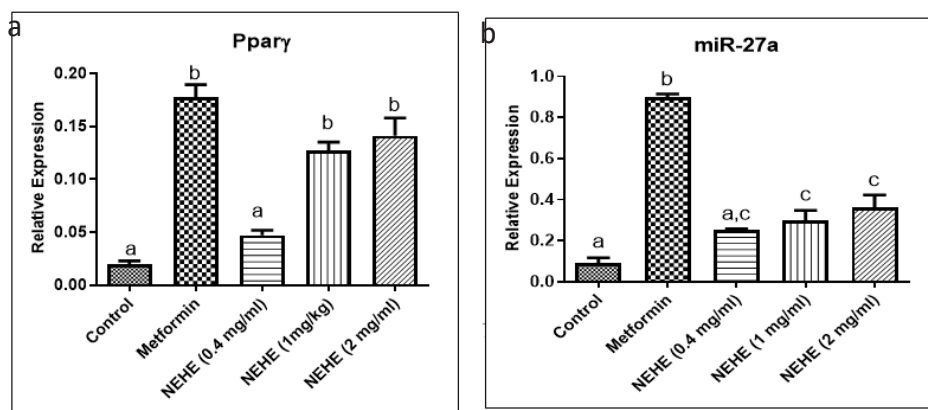 a
Pparγ
Relative Expression
0.20
0.15
0.10
0.05
0.00
a
b
a
b
b
Control
Metformin
NEHE (0.4 mg/ml)
NEHE (1mg/kg)
NEHE (2 mg/ml)
b
miR-27a
Relative Expression
1.0
0.8
0.6
0.4
0.2
0.0
a
b
a,c
c
c
Control
Metformin
NEHE (0.4 mg/ml)
NEHE (1 mg/ml)
NEHE (2 mg/ml)